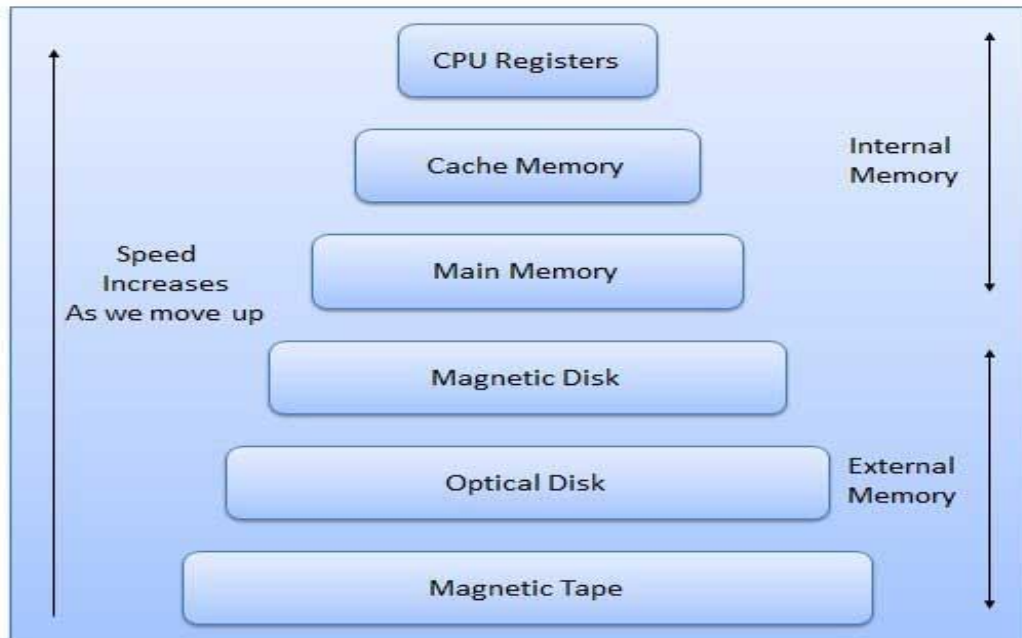 CPU Registers
Cache Memory
Internal
Memory
Main Memory
Speed
Increases
As we move up
Magnetic Disk
Optical Disk
External
Memory
Magnetic Tape